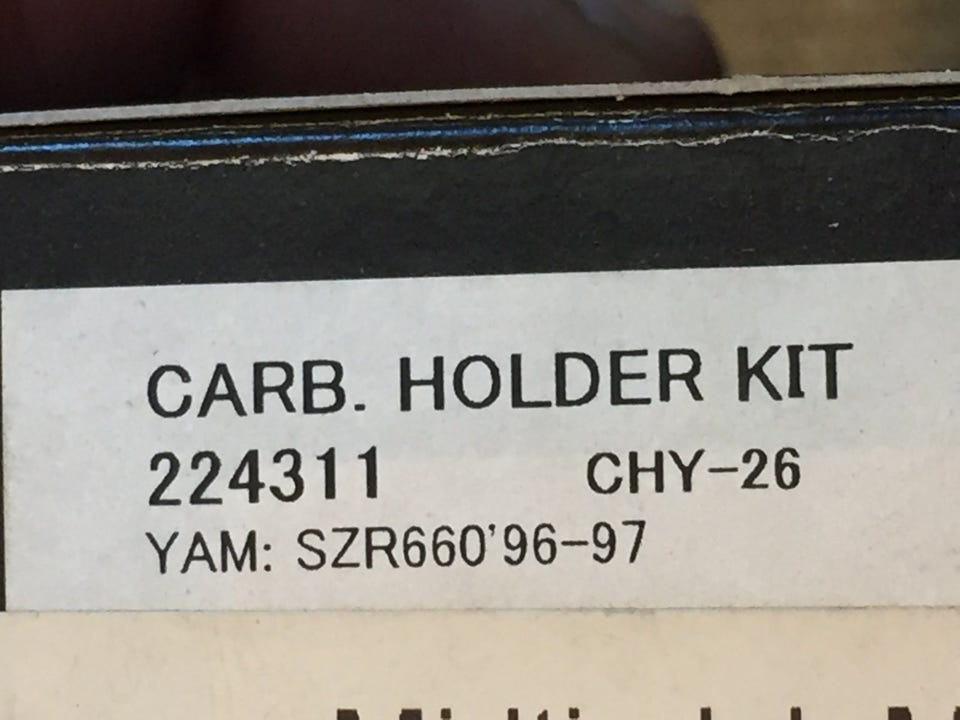 CARB. HOLDER KIT
224311 CHY-26
YAM: SZR660'96-97